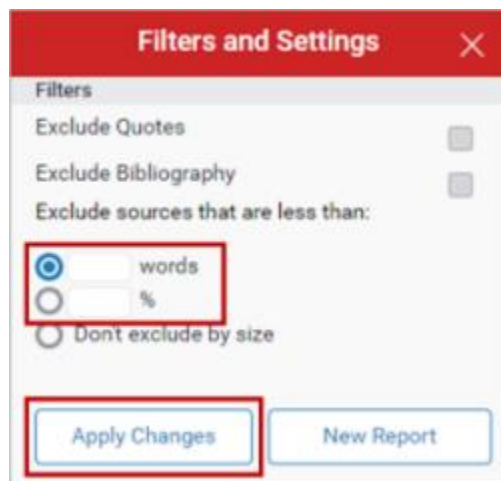 Filters and Settings
Filters
Exclude Quotes
Exclude Bibliography
Exclude sources that are less than:
words
%
Don't exclude by size
Apply Changes New Report